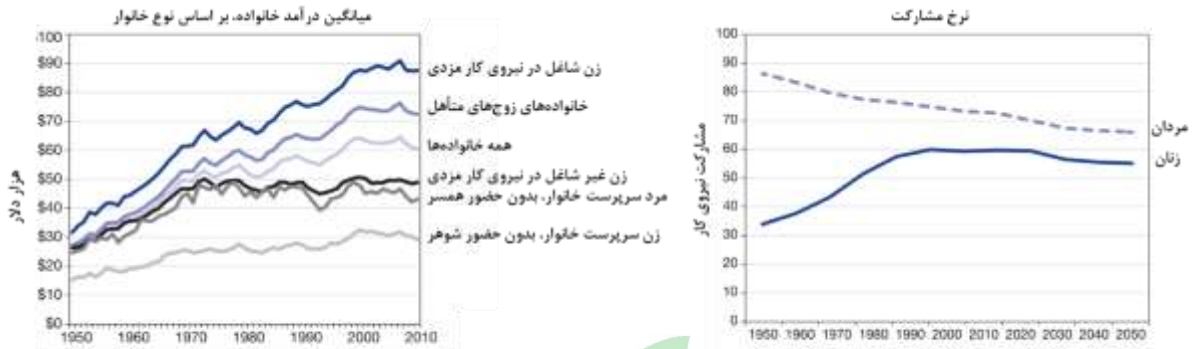 میانگین درآمد خانواده، بر اساس نوع خانوار
هزار دلار
$100
$90
$80
$70
$60
$50
$40
$30
$20
$10
$0
1950 1960 1970 1980 1990 2000 2010
زن شاغل در نیروی کار مزدی
خانواده‌های زوج‌های متأهل
همه خانواده‌ها
زن غیر شاغل در نیروی کار مزدی
مرد سرپرست خانوار، بدون حضور همسر
زن سرپرست خانوار، بدون حضور شوهر
نرخ مشارکت
مشارکت نیروی کار
100
90
80
70
60
50
40
30
20
10
0
1950 1960 1970 1980 1990 2000 2010 2020 2030 2040 2050
مردان
زنان